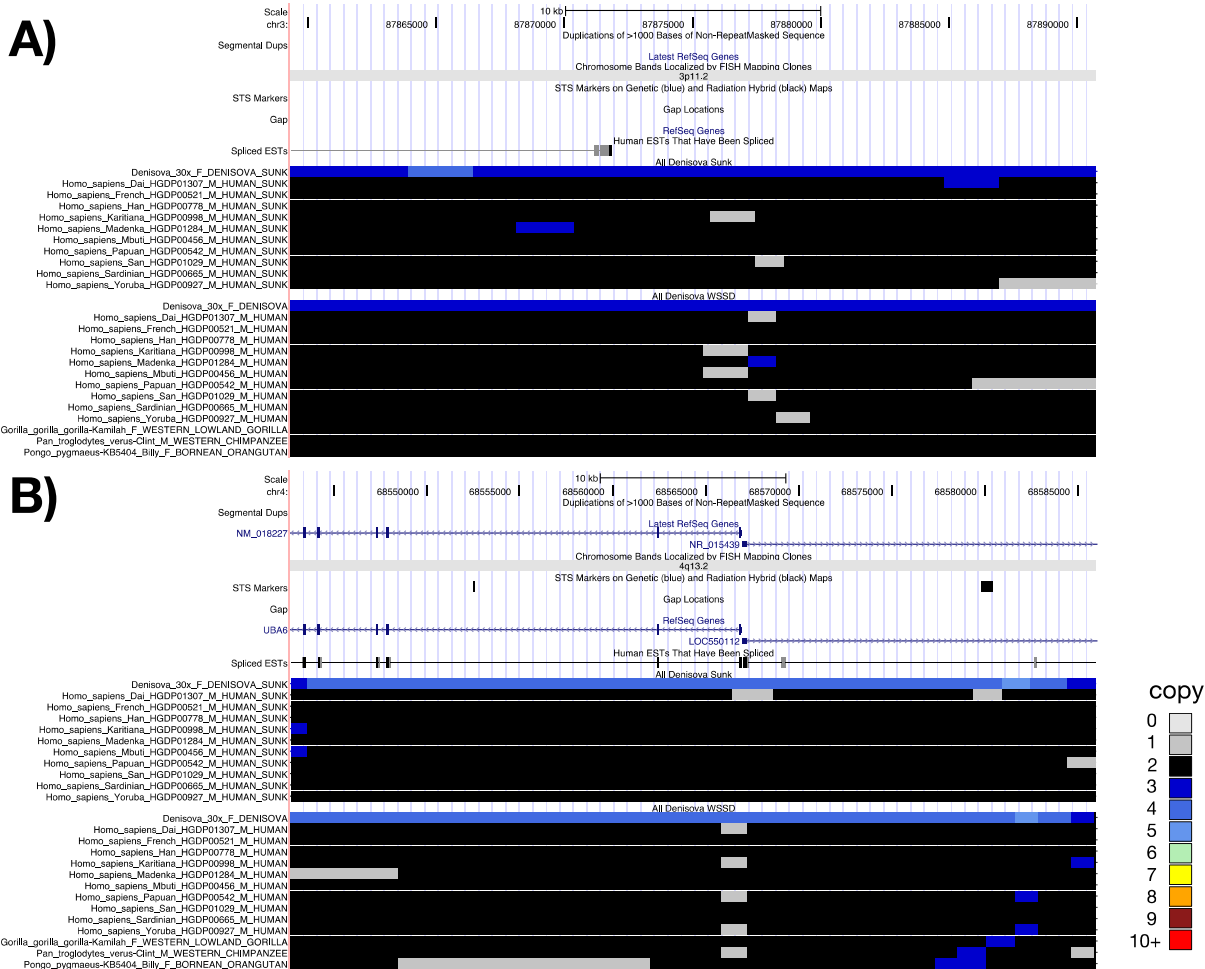 A)
Scale 10 kb
chr3: 87865000 87870000 87875000 87880000 87885000 87890000
Duplications of >1000 Bases of Non-RepeatMasked Sequence
Segmental Dups
Latest RefSeq Genes
Chromosome Bands Localized by FISH Mapping Clones
3p11.2
STS Markers on Genetic (blue) and Radiation Hybrid (black) Maps
STS Markers
Gap Locations
Gap
RefSeq Genes
Human ESTs That Have Been Spliced
Spliced ESTs
All Denisova Sunk
Denisova_30x_F_DENISOVA_SUNK
Homo_sapiens_Dai_HGDP01307_M_HUMAN_SUNK
Homo_sapiens_French_HGDP00521_M_HUMAN_SUNK
Homo_sapiens_Han_HGDP00778_M_HUMAN_SUNK
Homo_sapiens_Karitiana_HGDP00998_M_HUMAN_SUNK
Homo_sapiens_Madenka_HGDP01284_M_HUMAN_SUNK
Homo_sapiens_Mbuti_HGDP00456_M_HUMAN_SUNK
Homo_sapiens_Papuan_HGDP00542_M_HUMAN_SUNK
Homo_sapiens_San_HGDP01029_M_HUMAN_SUNK
Homo_sapiens_Sardinian_HGDP00665_M_HUMAN_SUNK
Homo_sapiens_Yoruba_HGDP00927_M_HUMAN_SUNK
All Denisova WSSD
Denisova_30x_F_DENISOVA
Homo_sapiens_Dai_HGDP01307_M_HUMAN
Homo_sapiens_French_HGDP00521_M_HUMAN
Homo_sapiens_Han_HGDP00778_M_HUMAN
Homo_sapiens_Karitiana_HGDP00998_M_HUMAN
Homo_sapiens_Madenka_HGDP01284_M_HUMAN
Homo_sapiens_Mbuti_HGDP00456_M_HUMAN
Homo_sapiens_Papuan_HGDP00542_M_HUMAN
Homo_sapiens_San_HGDP01029_M_HUMAN
Homo_sapiens_Sardinian_HGDP00665_M_HUMAN
Homo_sapiens_Yoruba_HGDP00927_M_HUMAN
Gorilla_gorilla_gorilla-Kamilah_F_WESTERN_LOWLAND_GORILLA
Pan_troglodytes_verus-Clint_M_WESTERN_CHIMPANZEE
Pongo_pygmaeus-KB5404_Billy_F_BORNEAN_ORANGUTAN
B)
Scale 10 kb
chr4: 68550000 68555000 68560000 68565000 68570000 68575000 68580000 68585000
Duplications of >1000 Bases of Non-RepeatMasked Sequence
Segmental Dups
Latest RefSeq Genes
NM_018227
NR_015439
Chromosome Bands Localized by FISH Mapping Clones
4q13.2
STS Markers on Genetic (blue) and Radiation Hybrid (black) Maps
STS Markers
Gap Locations
Gap
RefSeq Genes
UBA6
LOC550112
Human ESTs That Have Been Spliced
Spliced ESTs
All Denisova Sunk
Denisova_30x_F_DENISOVA_SUNK
Homo_sapiens_Dai_HGDP01307_M_HUMAN_SUNK
Homo_sapiens_French_HGDP00521_M_HUMAN_SUNK
Homo_sapiens_Han_HGDP00778_M_HUMAN_SUNK
Homo_sapiens_Karitiana_HGDP00998_M_HUMAN_SUNK
Homo_sapiens_Madenka_HGDP01284_M_HUMAN_SUNK
Homo_sapiens_Mbuti_HGDP00456_M_HUMAN_SUNK
Homo_sapiens_Papuan_HGDP00542_M_HUMAN_SUNK
Homo_sapiens_San_HGDP01029_M_HUMAN_SUNK
Homo_sapiens_Sardinian_HGDP00665_M_HUMAN_SUNK
Homo_sapiens_Yoruba_HGDP00927_M_HUMAN_SUNK
All Denisova WSSD
Denisova_30x_F_DENISOVA
Homo_sapiens_Dai_HGDP01307_M_HUMAN
Homo_sapiens_French_HGDP00521_M_HUMAN
Homo_sapiens_Han_HGDP00778_M_HUMAN
Homo_sapiens_Karitiana_HGDP00998_M_HUMAN
Homo_sapiens_Madenka_HGDP01284_M_HUMAN
Homo_sapiens_Mbuti_HGDP00456_M_HUMAN
Homo_sapiens_Papuan_HGDP00542_M_HUMAN
Homo_sapiens_San_HGDP01029_M_HUMAN
Homo_sapiens_Sardinian_HGDP00665_M_HUMAN
Homo_sapiens_Yoruba_HGDP00927_M_HUMAN
Gorilla_gorilla_gorilla-Kamilah_F_WESTERN_LOWLAND_GORILLA
Pan_troglodytes_verus-Clint_M_WESTERN_CHIMPANZEE
Pongo_pygmaeus-KB5404_Billy_F_BORNEAN_ORANGUTAN
copy
0
1
2
3
4
5
6
7
8
9
10+